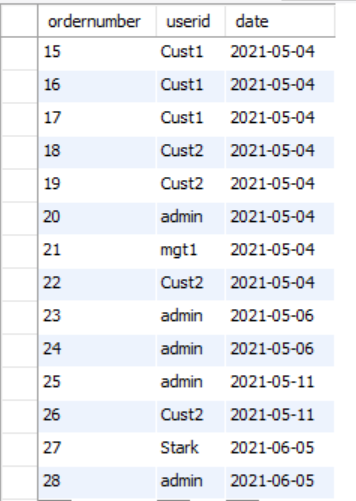 ordernumber userid date
15 Cust1 2021-05-04
16 Cust1 2021-05-04
17 Cust1 2021-05-04
18 Cust2 2021-05-04
19 Cust2 2021-05-04
20 admin 2021-05-04
21 mgt1 2021-05-04
22 Cust2 2021-05-04
23 admin 2021-05-06
24 admin 2021-05-06
25 admin 2021-05-11
26 Cust2 2021-05-11
27 Stark 2021-06-05
28 admin 2021-06-05